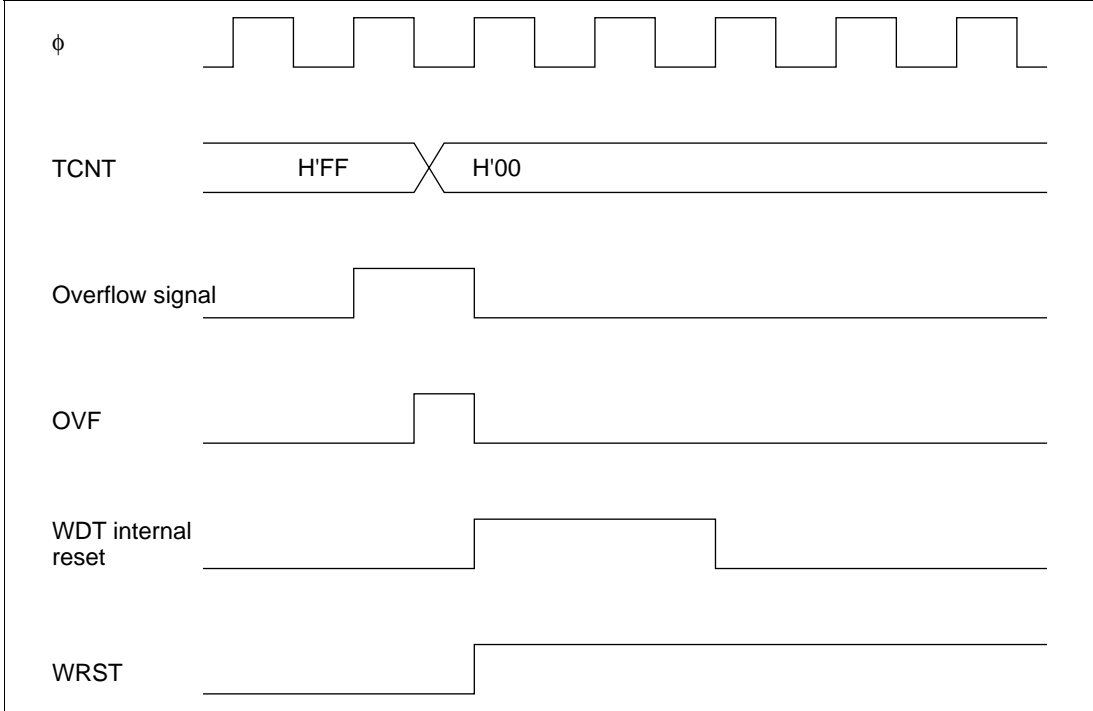 ϕ
TCNT
H'FF
H'00
Overflow signal
OVF
WDT internal
reset
WRST